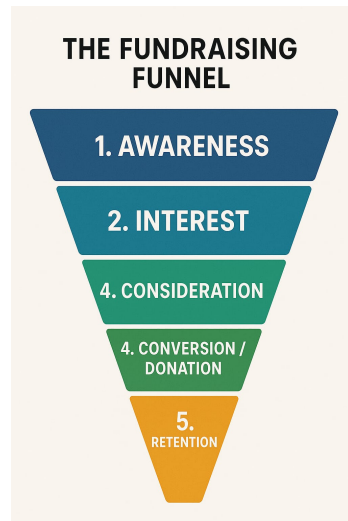 THE FUNDRAISING
FUNNEL
1. AWARENESS
2. INTEREST
4. CONSIDERATION
4. CONVERSION /
DONATION
5.
RETENTION